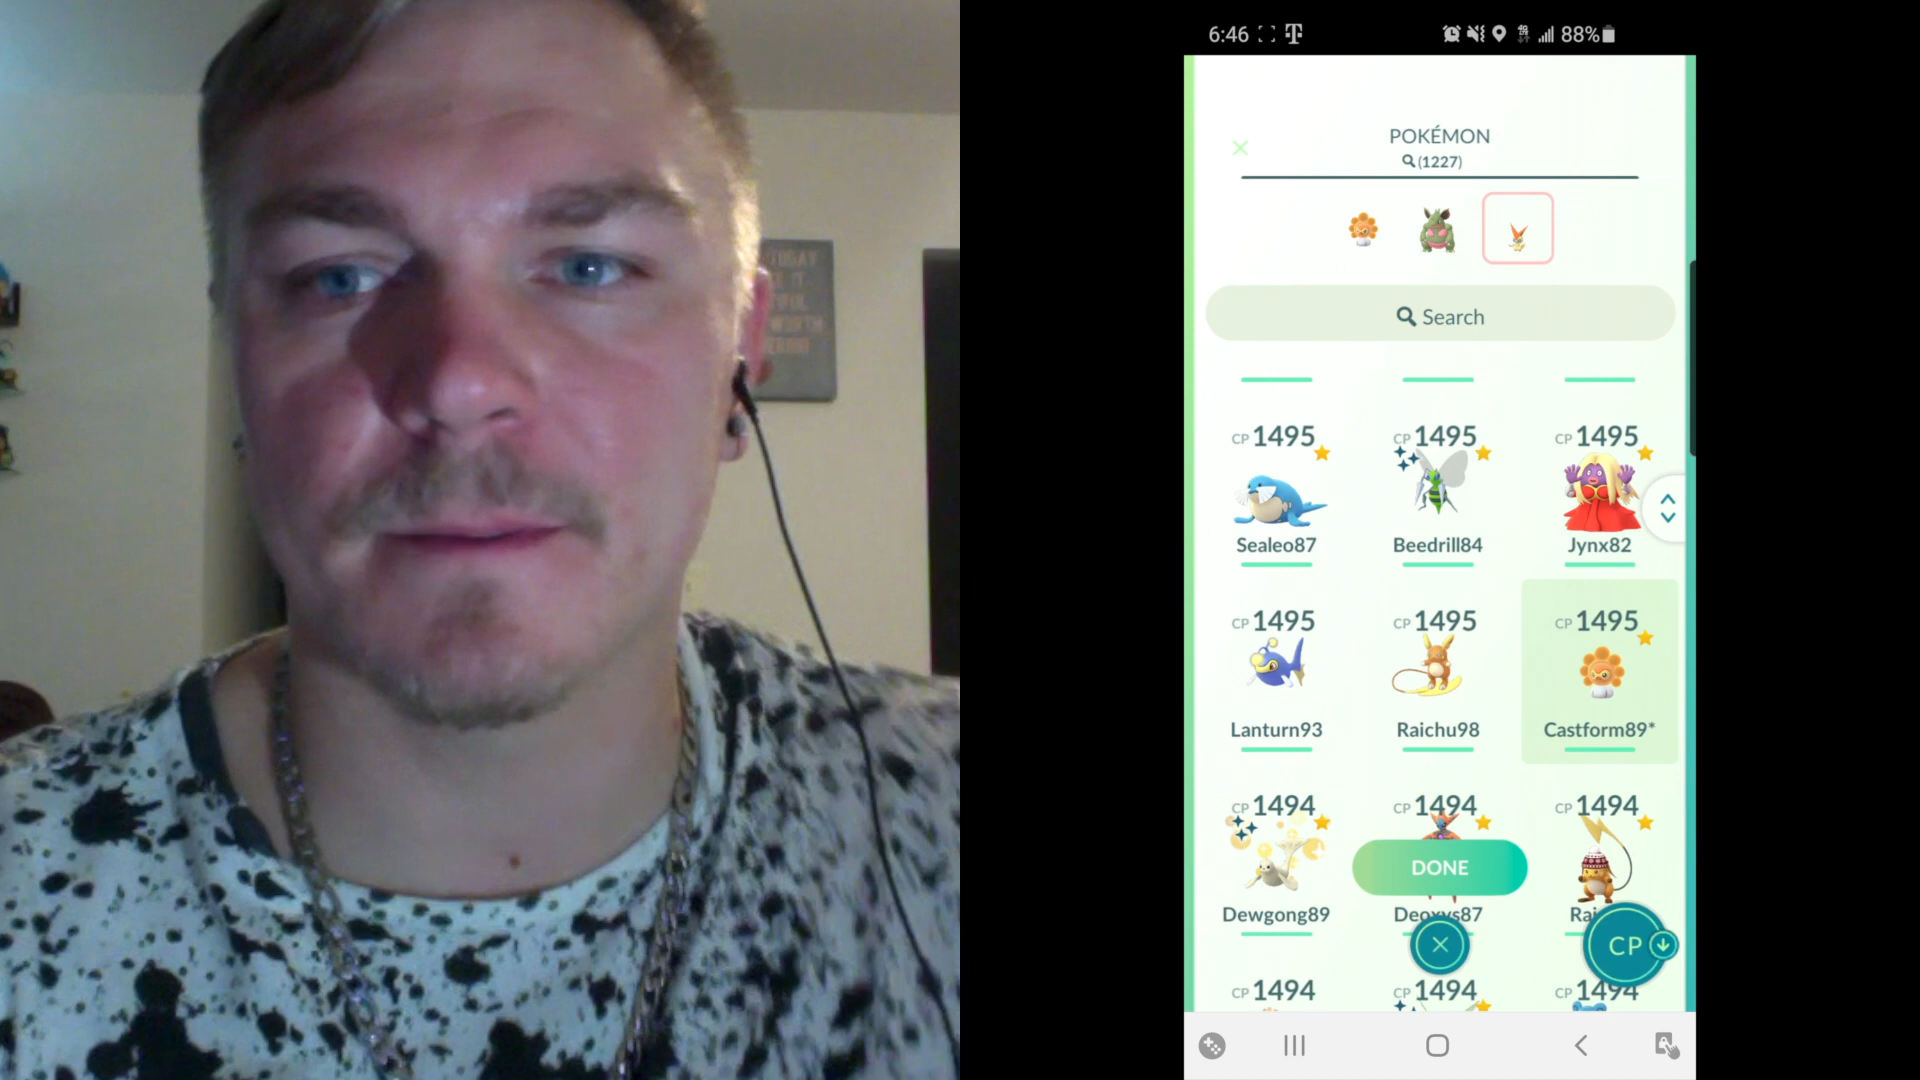 6:46
88%
POKÉMON
(1227)
Search
CP 1495
CP 1495
CP 1495
Sealeo87
Beedrill84
Jynx82
CP 1495
CP 1495
CP 1495
Lanturn93
Raichu98
Castform89*
CP 1494
CP 1494
CP 1494
DONE
Dewgong89
Deoxys87
CP
CP 1494
CP 1494
CP 1494